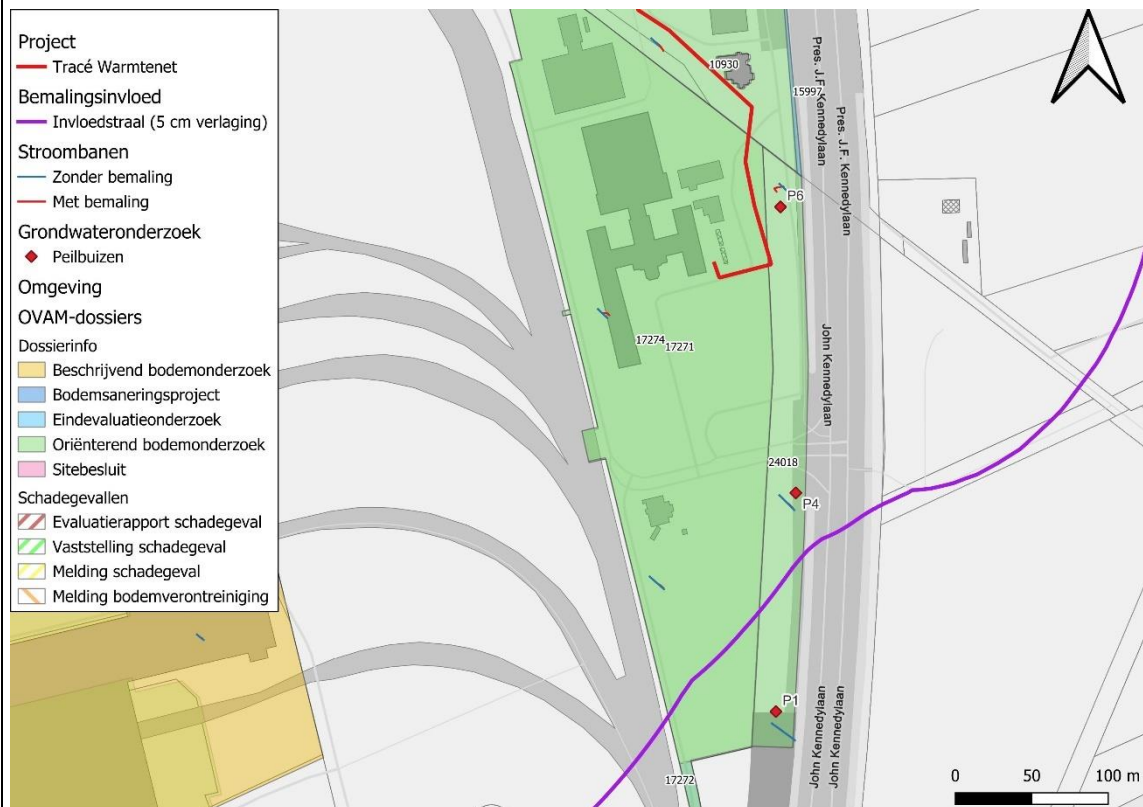 Project
Tracé Warmtenet
Bemalingsinvloed
Invloedstraal (5 cm verlaging)
Stroombanen
Zonder bemaling
Met bemaling
Grondwateronderzoek
Peilbuizen
Omgeving
OVAM-dossiers
Dossierinfo
Beschrijvend bodemonderzoek
Bodemsaneringsproject
Eindevaluatieonderzoek
Oriënterend bodemonderzoek
Sitebesluit
Schadegevallen
Evaluatierapport schadegeval
Vaststelling schadegeval
Melding schadegeval
Melding bodemverontreiniging
10930
15997
Pres. J.F. Kennedylaan
Pres. J.F. Kennedylaan
P6
17274
17271
John Kennedylaan
24018
P4
P1
John Kennedylaan
John Kennedylaan
17272
0 50 100 m